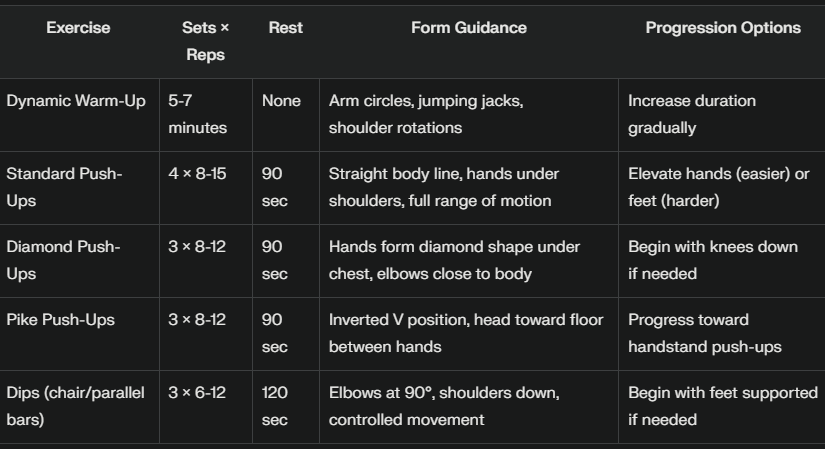 Exercise
Sets ×
Reps
Rest
Form Guidance
Progression Options
Dynamic Warm-Up
5-7
minutes
None
Arm circles, jumping jacks,
shoulder rotations
Increase duration
gradually
Standard Push-
Ups
4 × 8-15
90
sec
Straight body line, hands under
shoulders, full range of motion
Elevate hands (easier) or
feet (harder)
Diamond Push-
Ups
3 × 8-12
90
sec
Hands form diamond shape under
chest, elbows close to body
Begin with knees down
if needed
Pike Push-Ups
3 × 8-12
90
sec
Inverted V position, head toward floor
between hands
Progress toward
handstand push-ups
Dips (chair/parallel
bars)
3 × 6-12
120
sec
Elbows at 90°, shoulders down,
controlled movement
Begin with feet supported
if needed